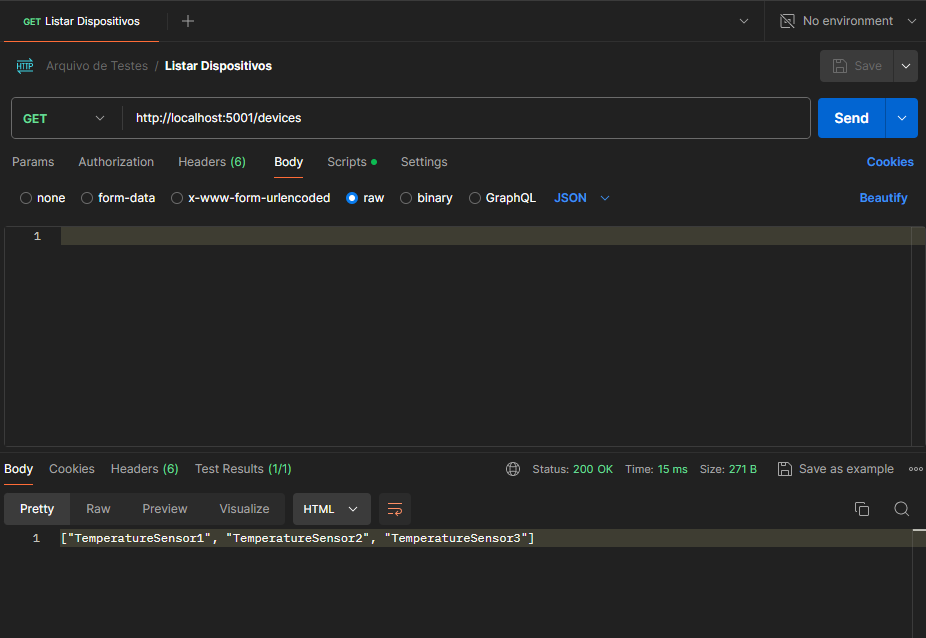 GET Listar Dispositivos
No environment
HTTP Arquivo de Testes / Listar Dispositivos
Save
GET http://localhost:5001/devices
Send
Params Authorization Headers (6) Body Scripts Settings Cookies
none form-data x-www-form-urlencoded raw binary GraphQL JSON Beautify
1
Body Cookies Headers (6) Test Results (1/1) Status: 200 OK Time: 15 ms Size: 271 B Save as example
Pretty Raw Preview Visualize HTML
1 ["TemperatureSensor1", "TemperatureSensor2", "TemperatureSensor3"]